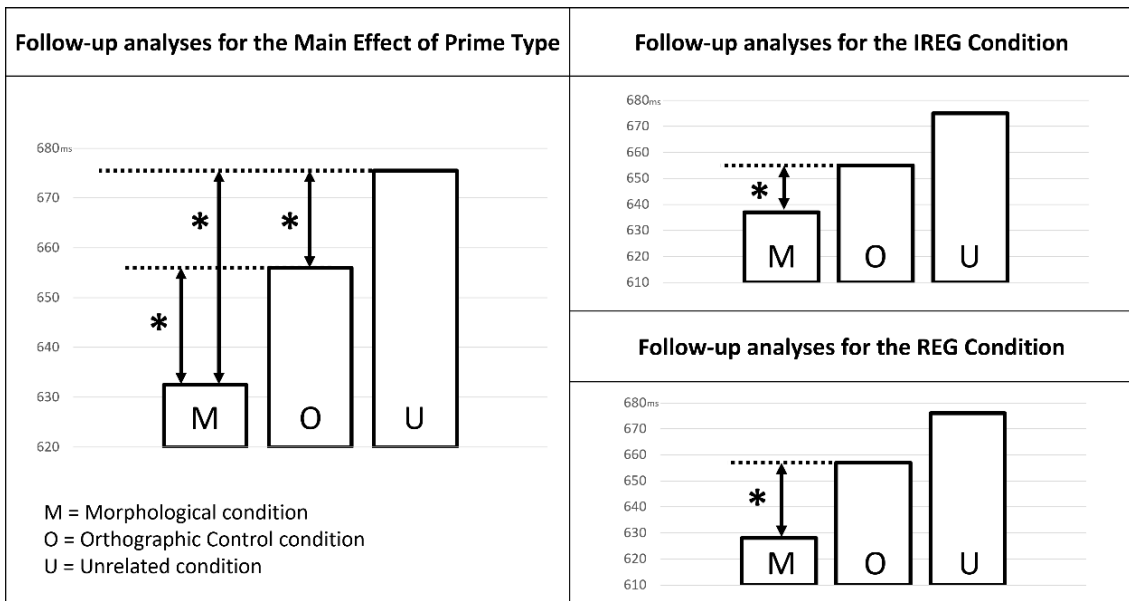 Follow-up analyses for the Main Effect of Prime Type
680ms
670
660
650
640
630
620
*
*
*
M
O
U
M = Morphological condition
O = Orthographic Control condition
U = Unrelated condition
Follow-up analyses for the IREG Condition
680ms
670
660
650
640
630
620
610
*
M
O
U
Follow-up analyses for the REG Condition
680ms
670
660
650
640
630
620
610
*
M
O
U